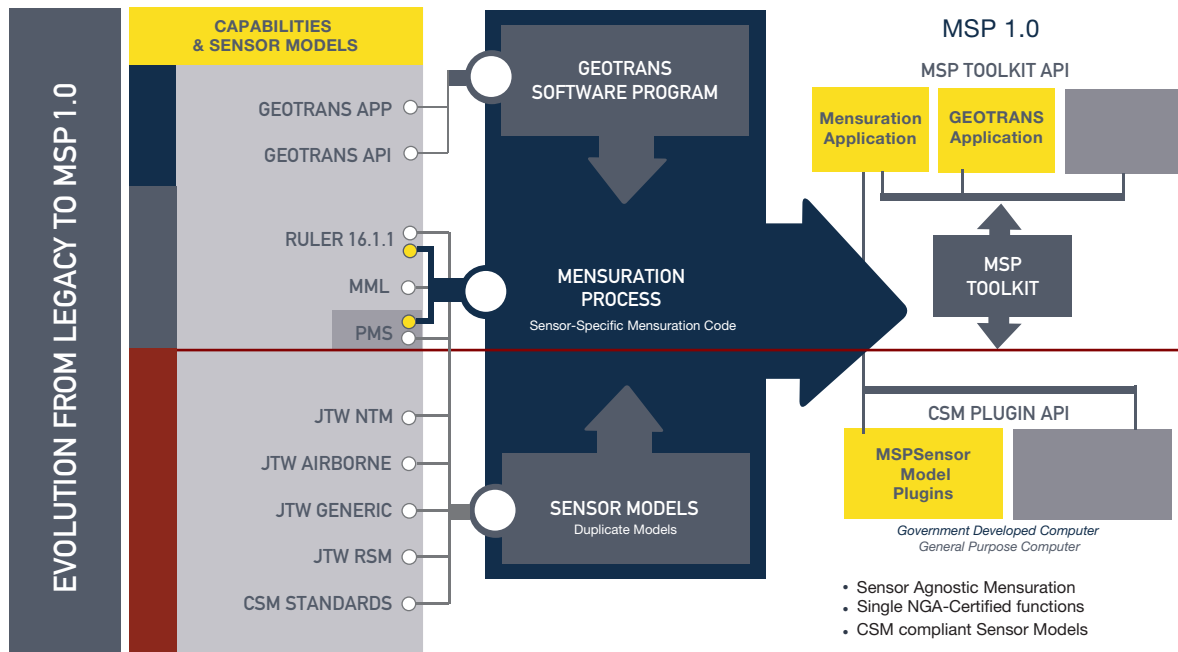 EVOLUTION FROM LEGACY TO MSP 1.0
CAPABILITIES
& SENSOR MODELS
GEOTRANS APP
GEOTRANS API
RULER 16.1.1
MML
PMS
JTW NTM
JTW AIRBORNE
JTW GENERIC
JTW RSM
CSM STANDARDS
GEOTRANS
SOFTWARE PROGRAM
MENSURATION
PROCESS
Sensor-Specific Mensuration Code
SENSOR MODELS
Duplicate Models
MSP 1.0
MSP TOOLKIT API
Mensuration
Application
GEOTRANS
Application
MSP
TOOLKIT
CSM PLUGIN API
MSPSensor
Model
Plugins
Government Developed Computer
General Purpose Computer
• Sensor Agnostic Mensuration
• Single NGA-Certified functions
• CSM compliant Sensor Models